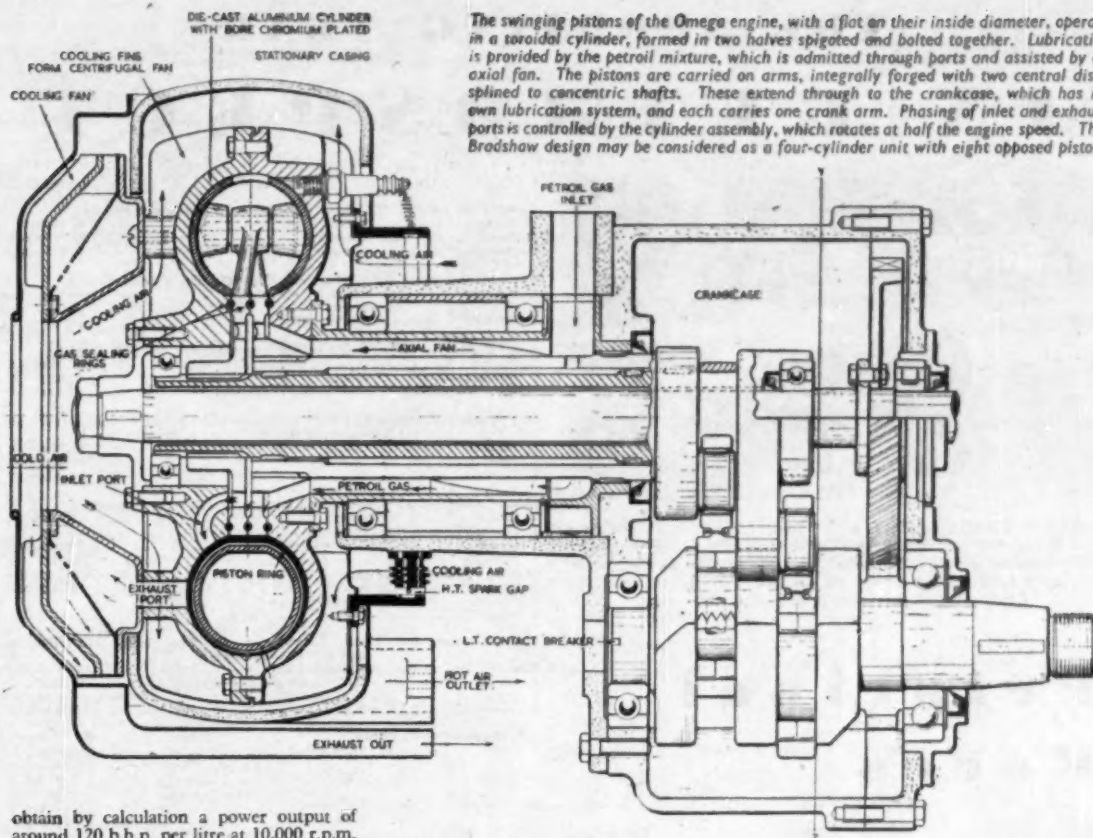 DIE-CAST ALUMINIUM CYLINDER
WITH BORE CHROMIUM PLATED
COOLING FINS
FORM CENTRIFUGAL FAN
STATIONARY CASING
COOLING FAN
The swinging pistons of the Omega engine, with a flat on their inside diameter, opera
in a toroidal cylinder, formed in two halves spigoted and bolted together. Lubricati
is provided by the petroil mixture, which is admitted through ports and assisted by
axial fan. The pistons are carried on arms, integrally forged with two central dis
splined to concentric shafts. These extend through to the crankcase, which has i
own lubrication system, and each carries one crank arm. Phasing of inlet and exhau
ports is controlled by the cylinder assembly, which rotates at half the engine speed. Th
Bradshaw design may be considered as a four-cylinder unit with eight opposed piston
PETROIL GAS
INLET
COOLING AIR
CRANKCASE
COOLING AIR
GAS SEALING
RINGS
AXIAL FAN
COLD AIR
INLET PORT
PETROIL GAS
PISTON RING
EXHAUST
PORT
COOLING AIR
H.T. SPARK GAP
L.T. CONTACT BREAKER
HOT AIR
OUTLET
EXHAUST OUT
obtain by calculation a power output of
around 120 b.h.p. per litre at 10,000 r.p.m.